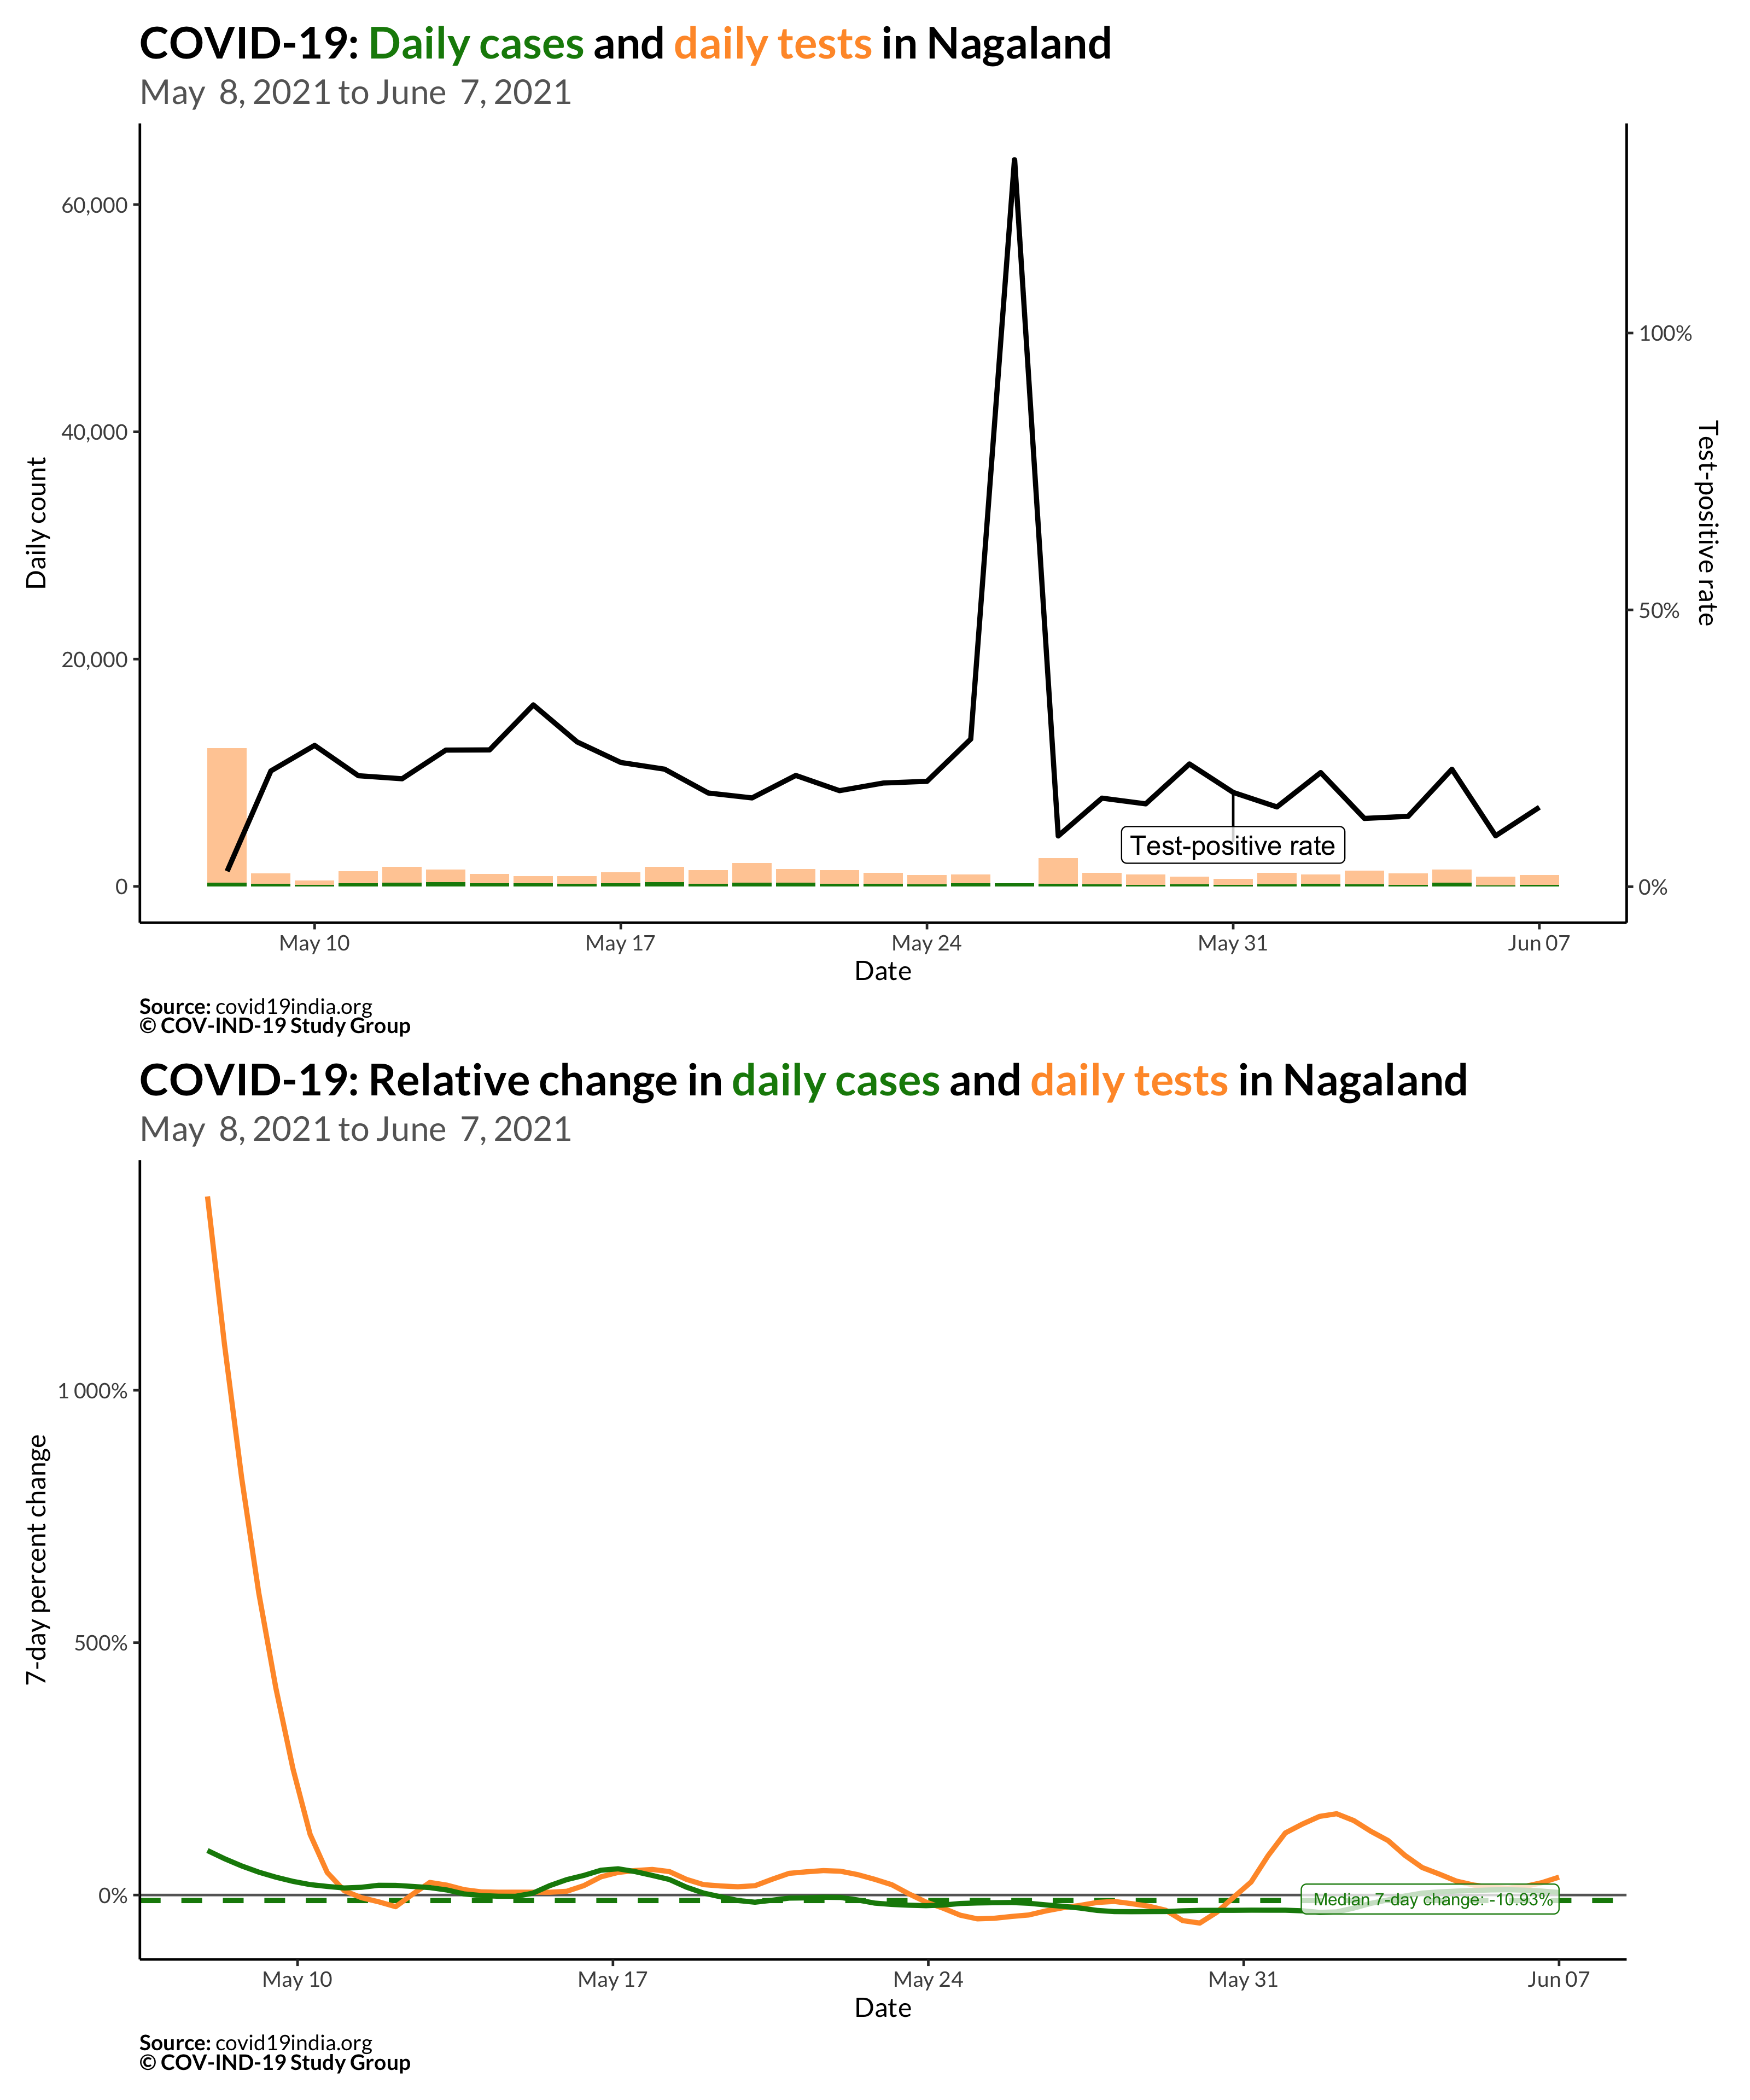 COVID-19: Daily cases and daily tests in Nagaland
May 8, 2021 to June 7, 2021
60,000
40,000
20,000
0
Daily count
100%
50%
0%
Test-positive rate
Test-positive rate
May 10
May 17
May 24
May 31
Jun 07
Date
Source: covid19india.org
© COV-IND-19 Study Group
COVID-19: Relative change in daily cases and daily tests in Nagaland
May 8, 2021 to June 7, 2021
1 000%
500%
0%
7-day percent change
Median 7-day change: -10.93%
May 10
May 17
May 24
May 31
Jun 07
Date
Source: covid19india.org
© COV-IND-19 Study Group